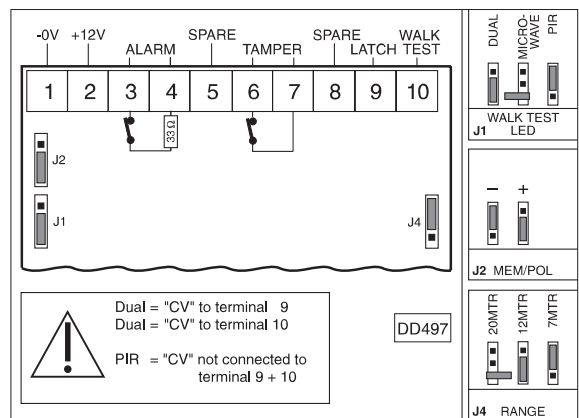 -0V +12V ALARM SPARE TAMPER SPARE LATCH WALK TEST
1 2 3 4 5 6 7 8 9 10
33 Ω
J2
J1
J4
Dual = "CV" to terminal 9
Dual = "CV" to terminal 10
PIR = "CV" not connected to
terminal 9 + 10
DD497
DUAL
MICRO-
WAVE
PIR
WALK TEST
J1 LED
− +
J2 MEM/POL
20MTR
12MTR
7MTR
J4 RANGE